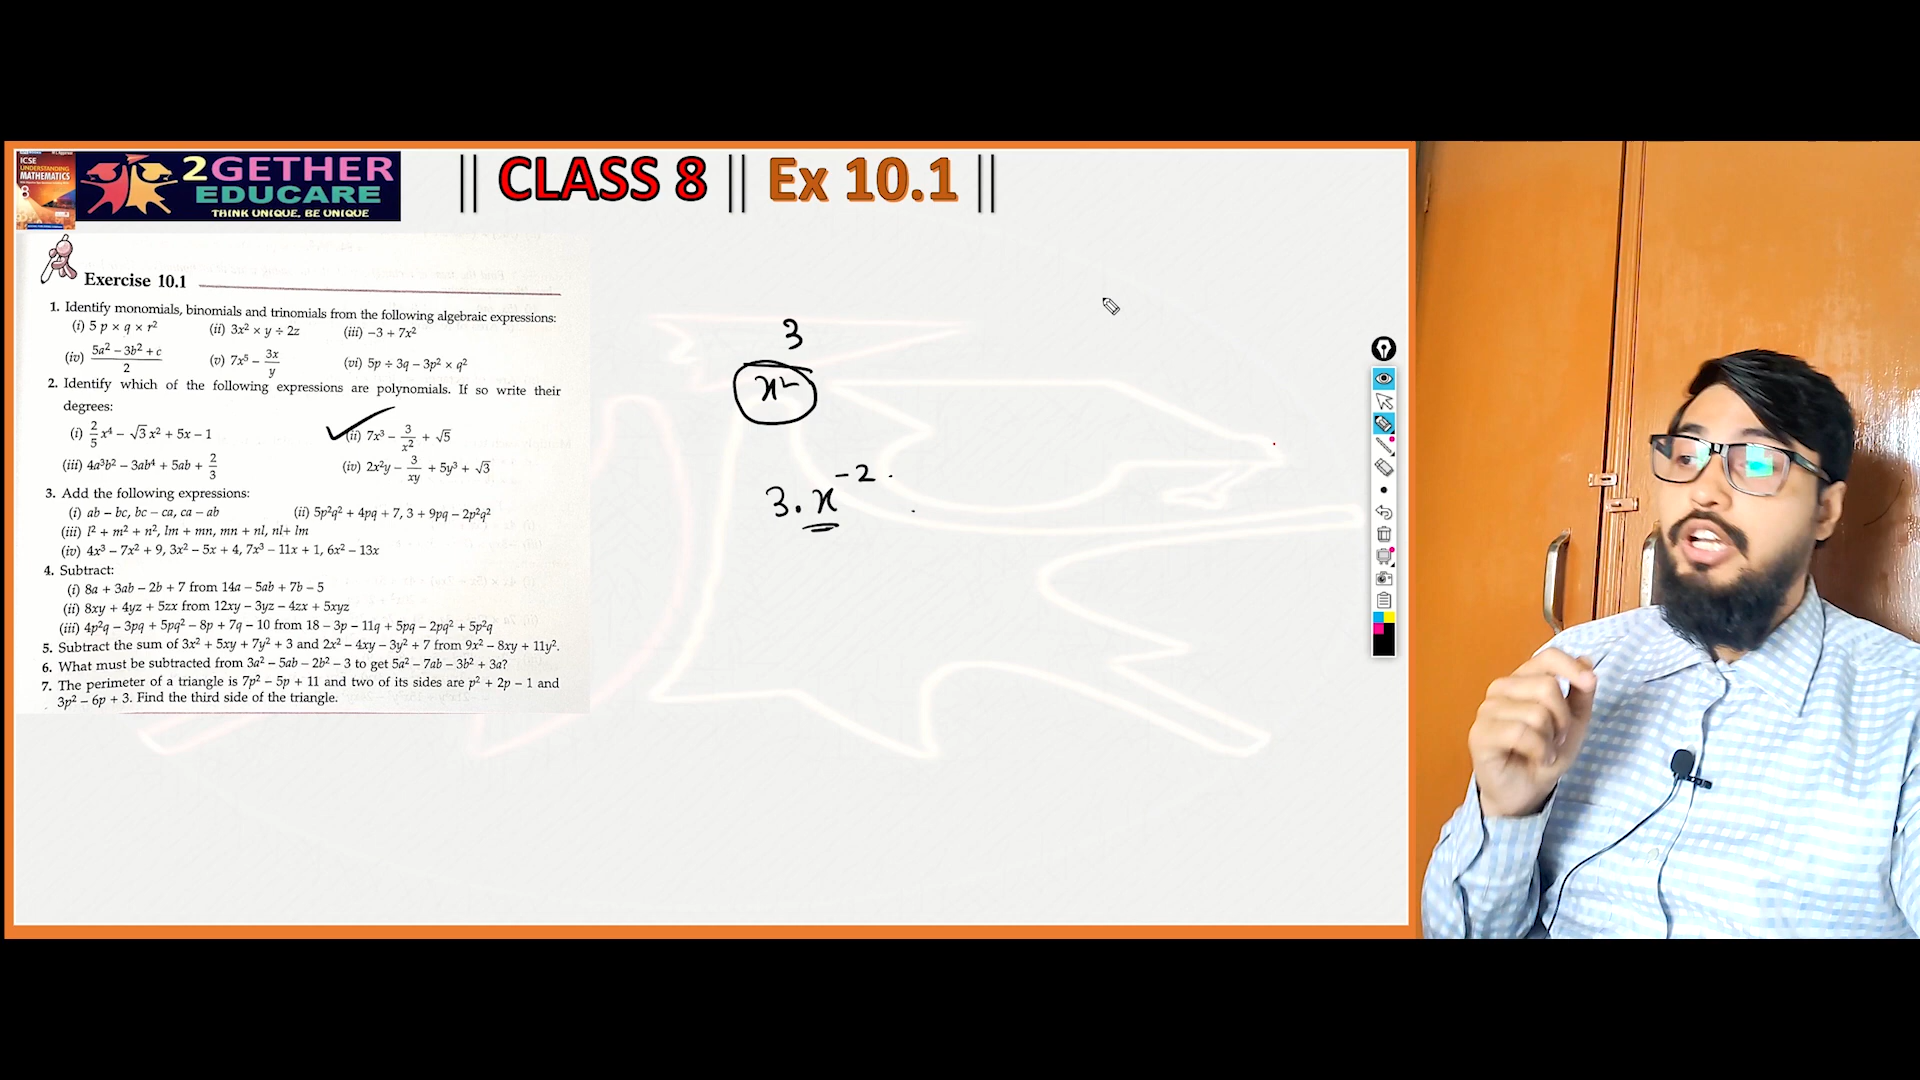 ICSE
UNDERSTANDING
MATHEMATICS
8
2GETHER
EDUCARE
THINK UNIQUE, BE UNIQUE
|| CLASS 8 || Ex 10.1 ||
Exercise 10.1
1. Identify monomials, binomials and trinomials from the following algebraic expressions:
(i) 5 p × q × r² (ii) 3x² × y ÷ 2z (iii) −3 + 7x²
(iv) (5a² − 3b² + c)/2 (v) 7x⁵ − 3x/y (vi) 5p ÷ 3q − 3p² × q²
2. Identify which of the following expressions are polynomials. If so write their
degrees:
(i) 2/5 x⁴ − √3 x² + 5x − 1 (ii) 7x³ − 3/x² + √5
(iii) 4a³b² − 3ab⁴ + 5ab + 2/3 (iv) 2x²y − 3/xy + 5y³ + √3
3. Add the following expressions:
(i) ab − bc, bc − ca, ca − ab (ii) 5p²q² + 4pq + 7, 3 + 9pq − 2p²q²
(iii) l² + m² + n², lm + mn, mn + nl, nl+ lm
(iv) 4x³ − 7x² + 9, 3x² − 5x + 4, 7x³ − 11x + 1, 6x² − 13x
4. Subtract:
(i) 8a + 3ab − 2b + 7 from 14a − 5ab + 7b − 5
(ii) 8xy + 4yz + 5zx from 12xy − 3yz − 4zx + 5xyz
(iii) 4p²q − 3pq + 5pq² − 8p + 7q − 10 from 18 − 3p − 11q + 5pq − 2pq² + 5p²q
5. Subtract the sum of 3x² + 5xy + 7y² + 3 and 2x² − 4xy − 3y² + 7 from 9x² − 8xy + 11y².
6. What must be subtracted from 3a² − 5ab − 2b² − 3 to get 5a² − 7ab − 3b² + 3a?
7. The perimeter of a triangle is 7p² − 5p + 11 and two of its sides are p² + 2p − 1 and
3p² − 6p + 3. Find the third side of the triangle.
3
x²
3.x⁻²